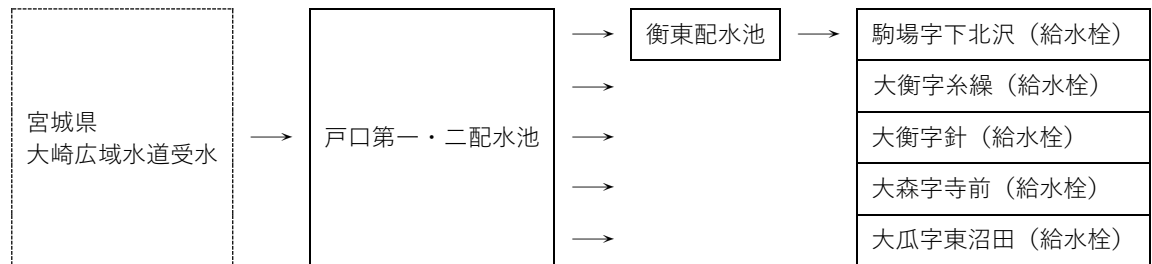 宮城県
大崎広域水道受水
戸口第一・二配水池
衡東配水池
駒場字下北沢（給水栓）
大衡字糸繰（給水栓）
大衡字針（給水栓）
大森字寺前（給水栓）
大瓜字東沼田（給水栓）